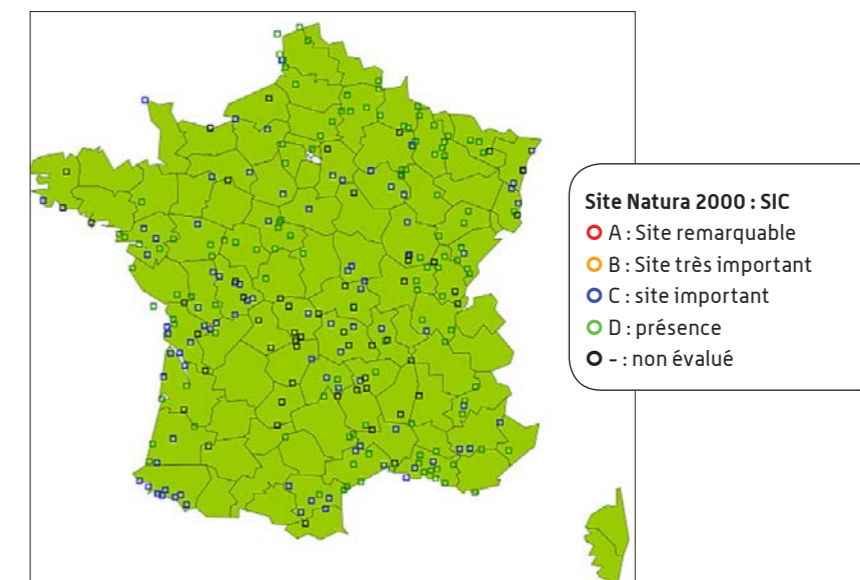 Site Natura 2000 : SIC
A : Site remarquable
B : Site très important
C : site important
D : présence
- : non évalué